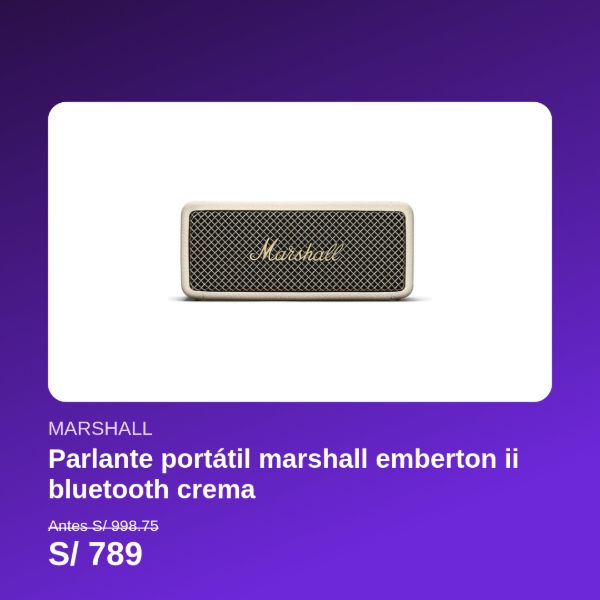 Marshall
MARSHALL
Parlante portátil marshall emberton ii
bluetooth crema
Antes S/ 998.75
S/ 789